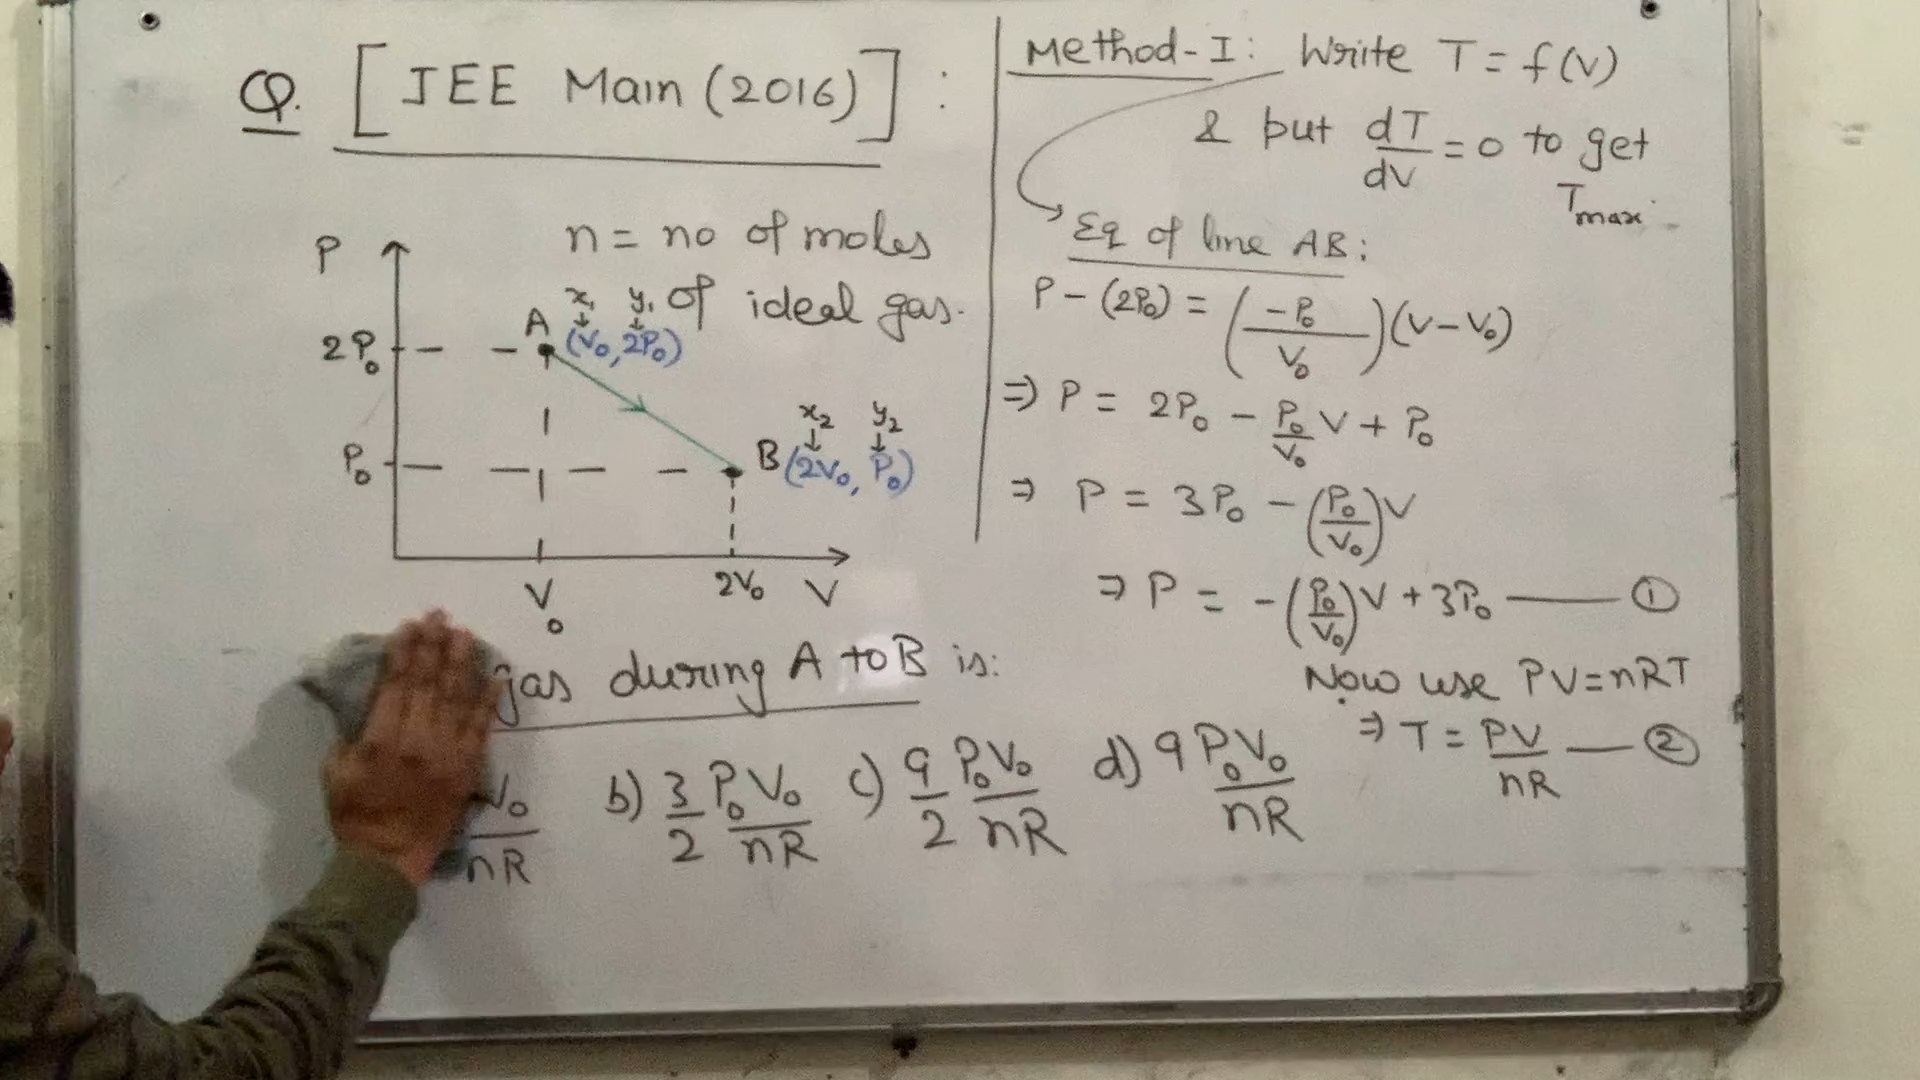 Q. [JEE Main (2016)] :
n = no of moles
of ideal gas.
P
x₁ y₁
A (V₀, 2P₀)
2P₀
x₂ y₂
B (2V₀, P₀)
P₀
V₀ 2V₀ V
gas during A to B is:
V₀/nR b) 3/2 P₀V₀/nR c) 9/2 P₀V₀/nR d) 9 P₀V₀/nR
Method-I: Write T = f(V)
& put dT/dV = 0 to get
Tmax.
Eq of line AB:
P - (2P₀) = (-P₀/V₀)(V - V₀)
⇒ P = 2P₀ - P₀/V₀ V + P₀
⇒ P = 3P₀ - (P₀/V₀)V
⇒ P = -(P₀/V₀)V + 3P₀ — ①
Now use PV = nRT
⇒ T = PV/nR — ②